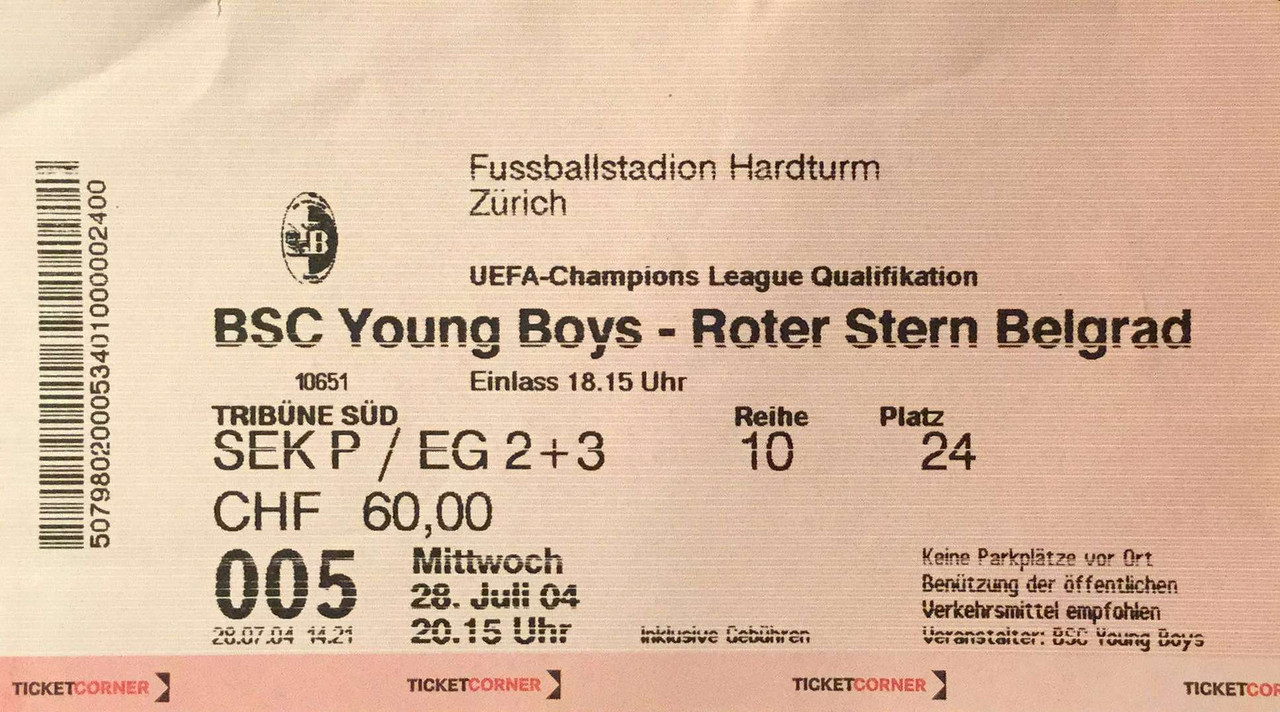 Fussballstadion Hardturm
Zürich
UEFA-Champions League Qualifikation
BSC Young Boys - Roter Stern Belgrad
10651 Einlass 18.15 Uhr
TRIBÜNE SÜD Reihe Platz
SEK P / EG 2+3 10 24
CHF 60,00
005 Mittwoch
28. Juli 04
20.15 Uhr
28.07.04 14.21
inklusive Gebühren
Keine Parkplätze vor Ort
Benützung der öffentlichen
Verkehrsmittel empfohlen
Veranstalter: BSC Young Boys
5079802000534010000002400
TICKETCORNER
TICKETCORNER
TICKETCORNER
TICKETCOR